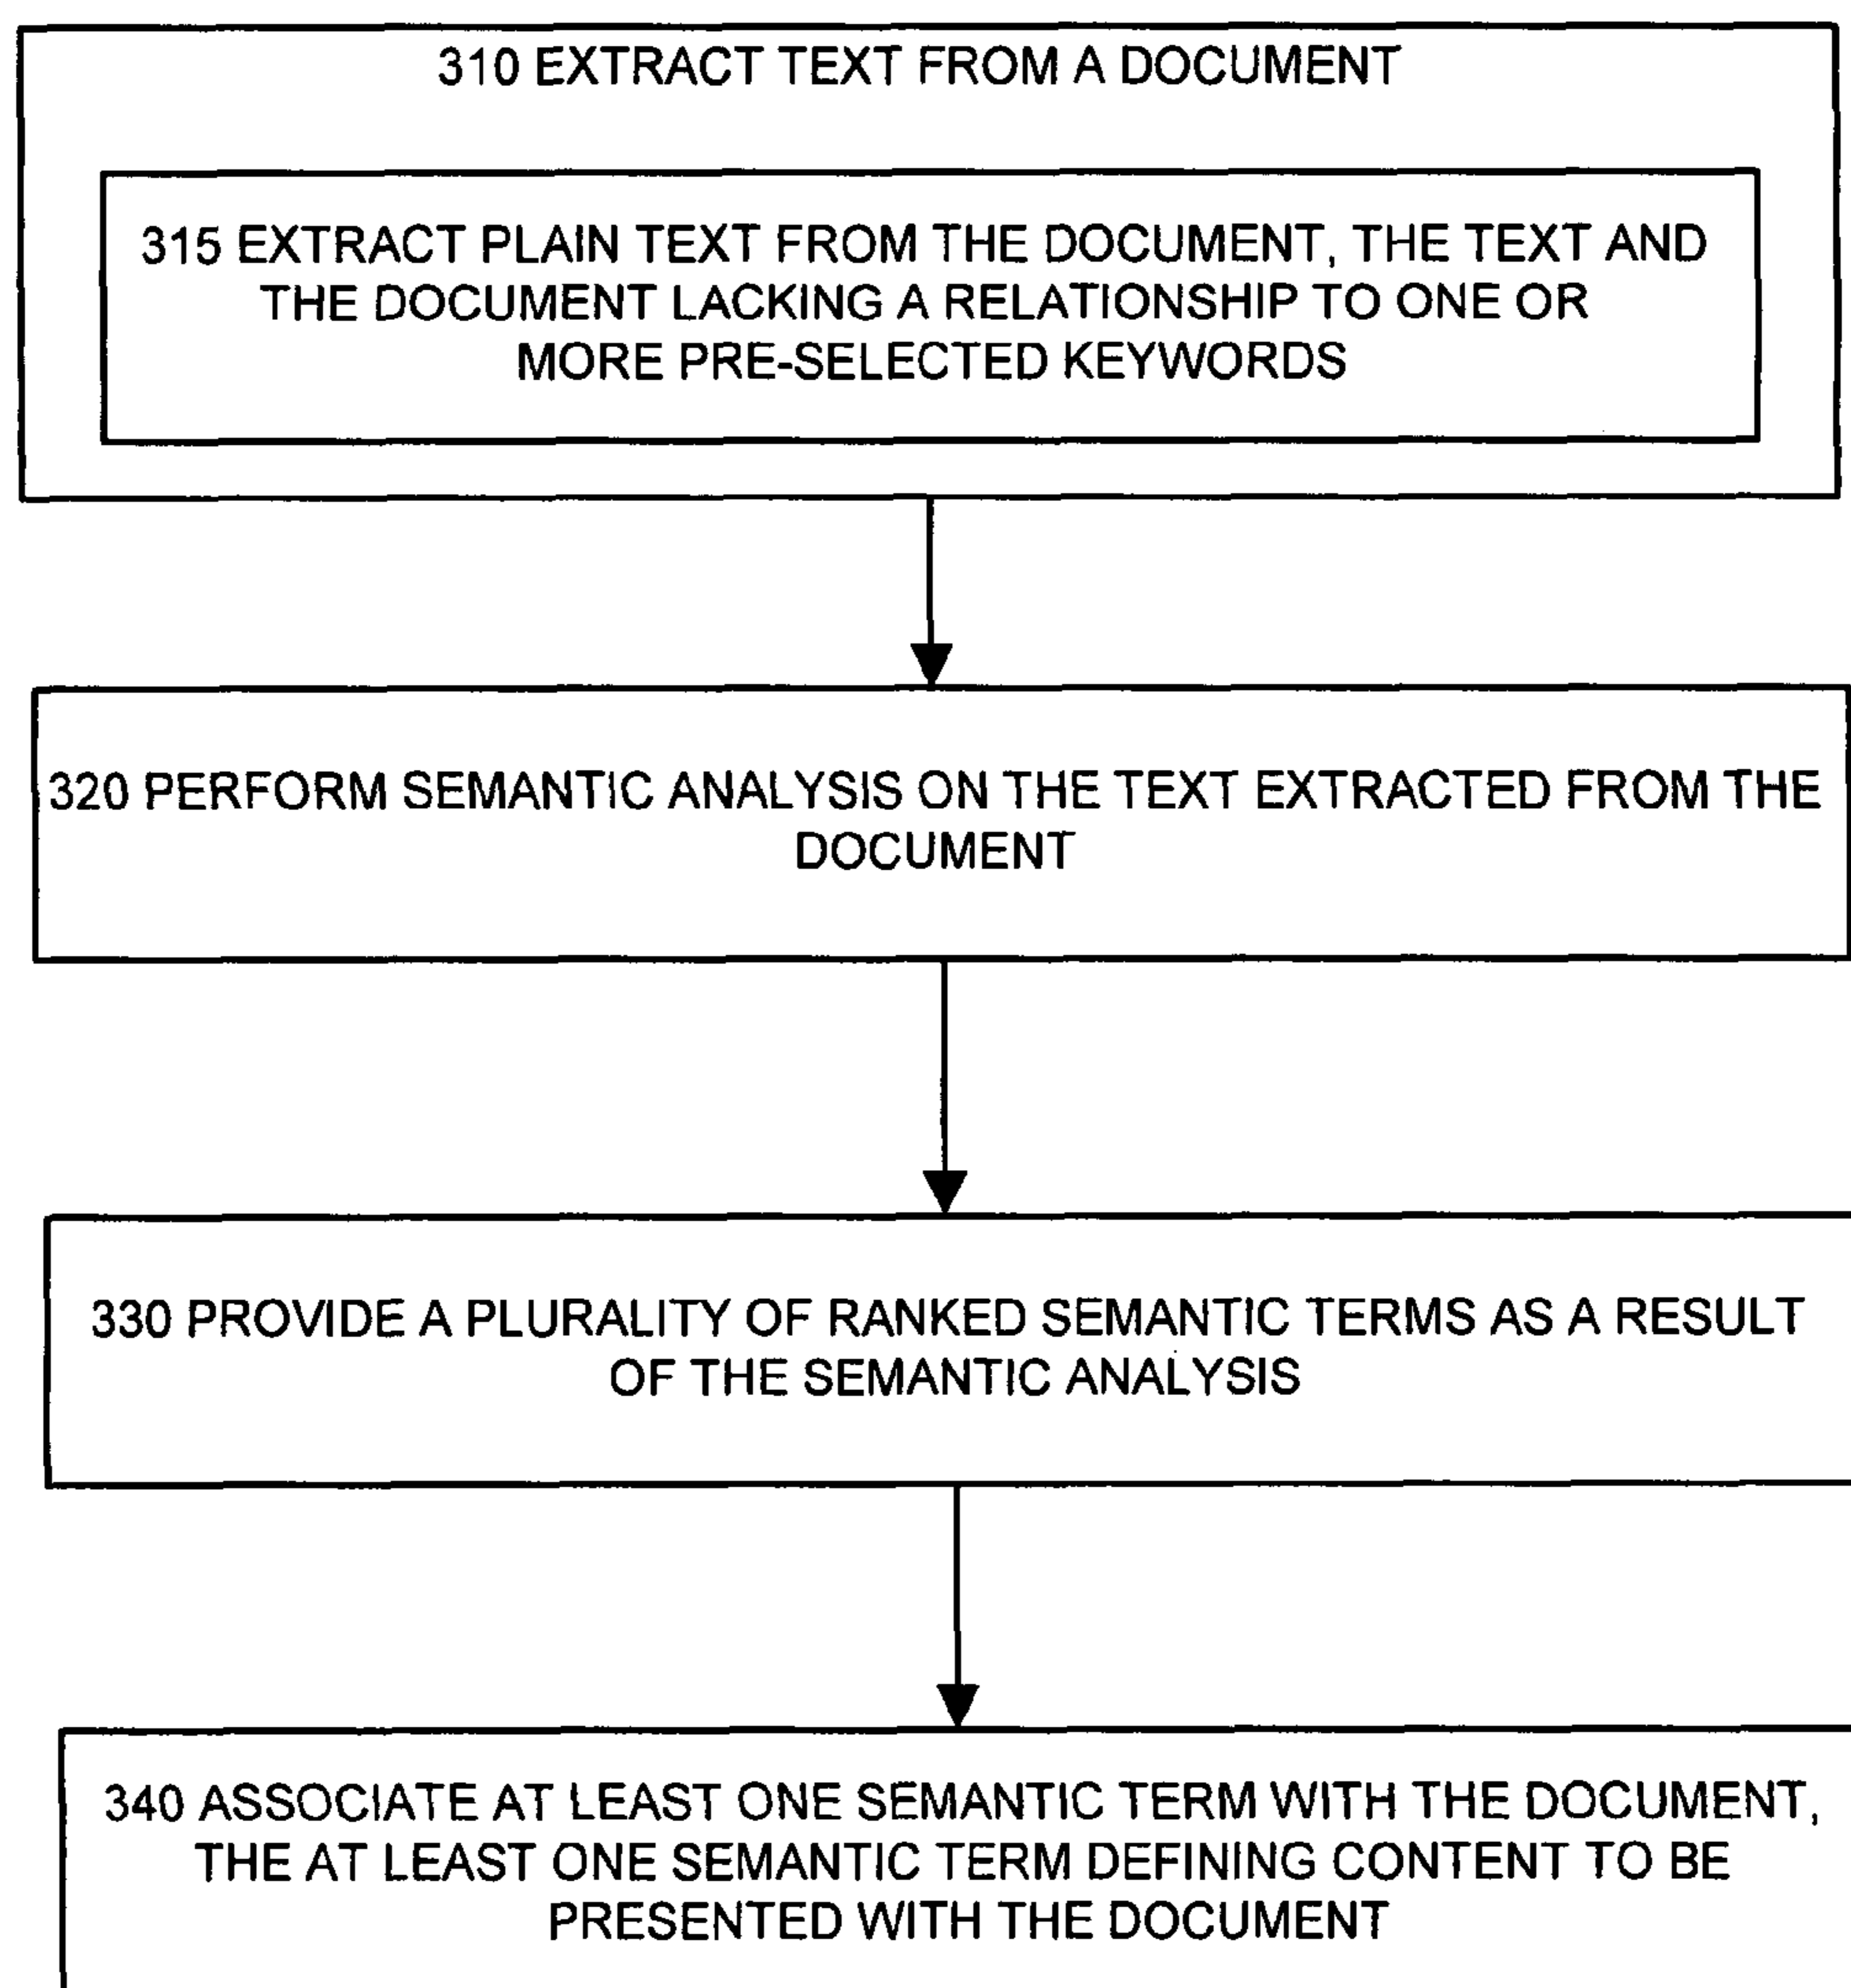 310 EXTRACT TEXT FROM A DOCUMENT
315 EXTRACT PLAIN TEXT FROM THE DOCUMENT, THE TEXT AND
THE DOCUMENT LACKING A RELATIONSHIP TO ONE OR
MORE PRE-SELECTED KEYWORDS
320 PERFORM SEMANTIC ANALYSIS ON THE TEXT EXTRACTED FROM THE
DOCUMENT
330 PROVIDE A PLURALITY OF RANKED SEMANTIC TERMS AS A RESULT
OF THE SEMANTIC ANALYSIS
340 ASSOCIATE AT LEAST ONE SEMANTIC TERM WITH THE DOCUMENT,
THE AT LEAST ONE SEMANTIC TERM DEFINING CONTENT TO BE
PRESENTED WITH THE DOCUMENT